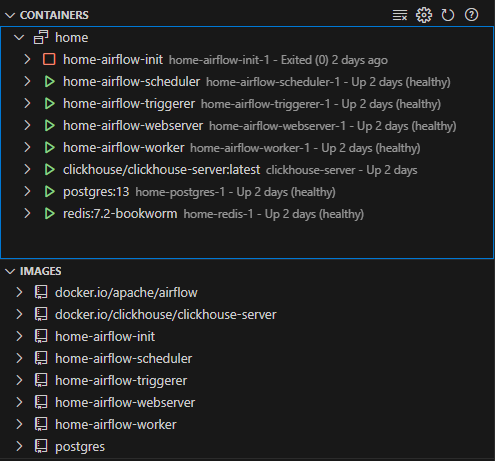 CONTAINERS
home
home-airflow-init home-airflow-init-1 - Exited (0) 2 days ago
home-airflow-scheduler home-airflow-scheduler-1 - Up 2 days (healthy)
home-airflow-triggerer home-airflow-triggerer-1 - Up 2 days (healthy)
home-airflow-webserver home-airflow-webserver-1 - Up 2 days (healthy)
home-airflow-worker home-airflow-worker-1 - Up 2 days (healthy)
clickhouse/clickhouse-server:latest clickhouse-server - Up 2 days
postgres:13 home-postgres-1 - Up 2 days (healthy)
redis:7.2-bookworm home-redis-1 - Up 2 days (healthy)
IMAGES
docker.io/apache/airflow
docker.io/clickhouse/clickhouse-server
home-airflow-init
home-airflow-scheduler
home-airflow-triggerer
home-airflow-webserver
home-airflow-worker
postgres